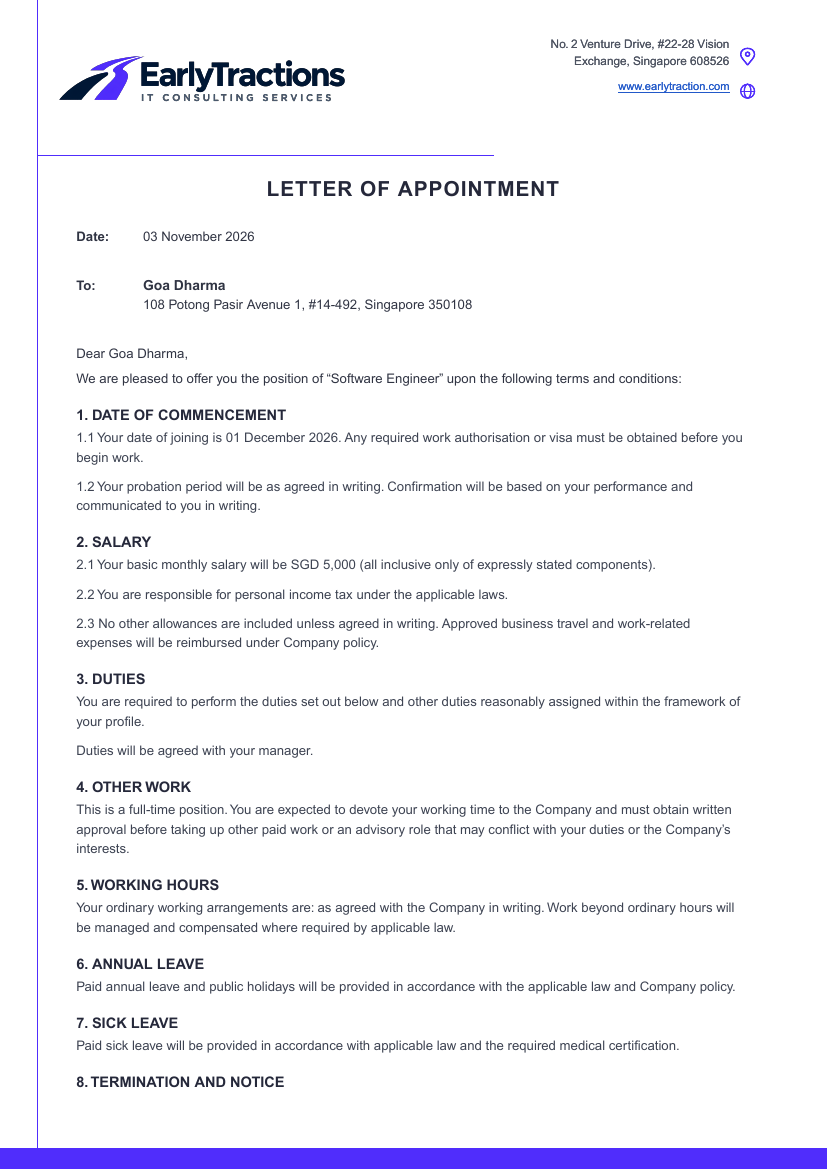 EarlyTractions
IT CONSULTING SERVICES
No. 2 Venture Drive, #22-28 Vision
Exchange, Singapore 608526
www.earlytraction.com
LETTER OF APPOINTMENT
Date: 03 November 2026
To: Goa Dharma
108 Potong Pasir Avenue 1, #14-492, Singapore 350108
Dear Goa Dharma,
We are pleased to offer you the position of “Software Engineer” upon the following terms and conditions:
1. DATE OF COMMENCEMENT
1.1 Your date of joining is 01 December 2026. Any required work authorisation or visa must be obtained before you
begin work.
1.2 Your probation period will be as agreed in writing. Confirmation will be based on your performance and
communicated to you in writing.
2. SALARY
2.1 Your basic monthly salary will be SGD 5,000 (all inclusive only of expressly stated components).
2.2 You are responsible for personal income tax under the applicable laws.
2.3 No other allowances are included unless agreed in writing. Approved business travel and work-related
expenses will be reimbursed under Company policy.
3. DUTIES
You are required to perform the duties set out below and other duties reasonably assigned within the framework of
your profile.
Duties will be agreed with your manager.
4. OTHER WORK
This is a full-time position. You are expected to devote your working time to the Company and must obtain written
approval before taking up other paid work or an advisory role that may conflict with your duties or the Company’s
interests.
5. WORKING HOURS
Your ordinary working arrangements are: as agreed with the Company in writing. Work beyond ordinary hours will
be managed and compensated where required by applicable law.
6. ANNUAL LEAVE
Paid annual leave and public holidays will be provided in accordance with the applicable law and Company policy.
7. SICK LEAVE
Paid sick leave will be provided in accordance with applicable law and the required medical certification.
8. TERMINATION AND NOTICE